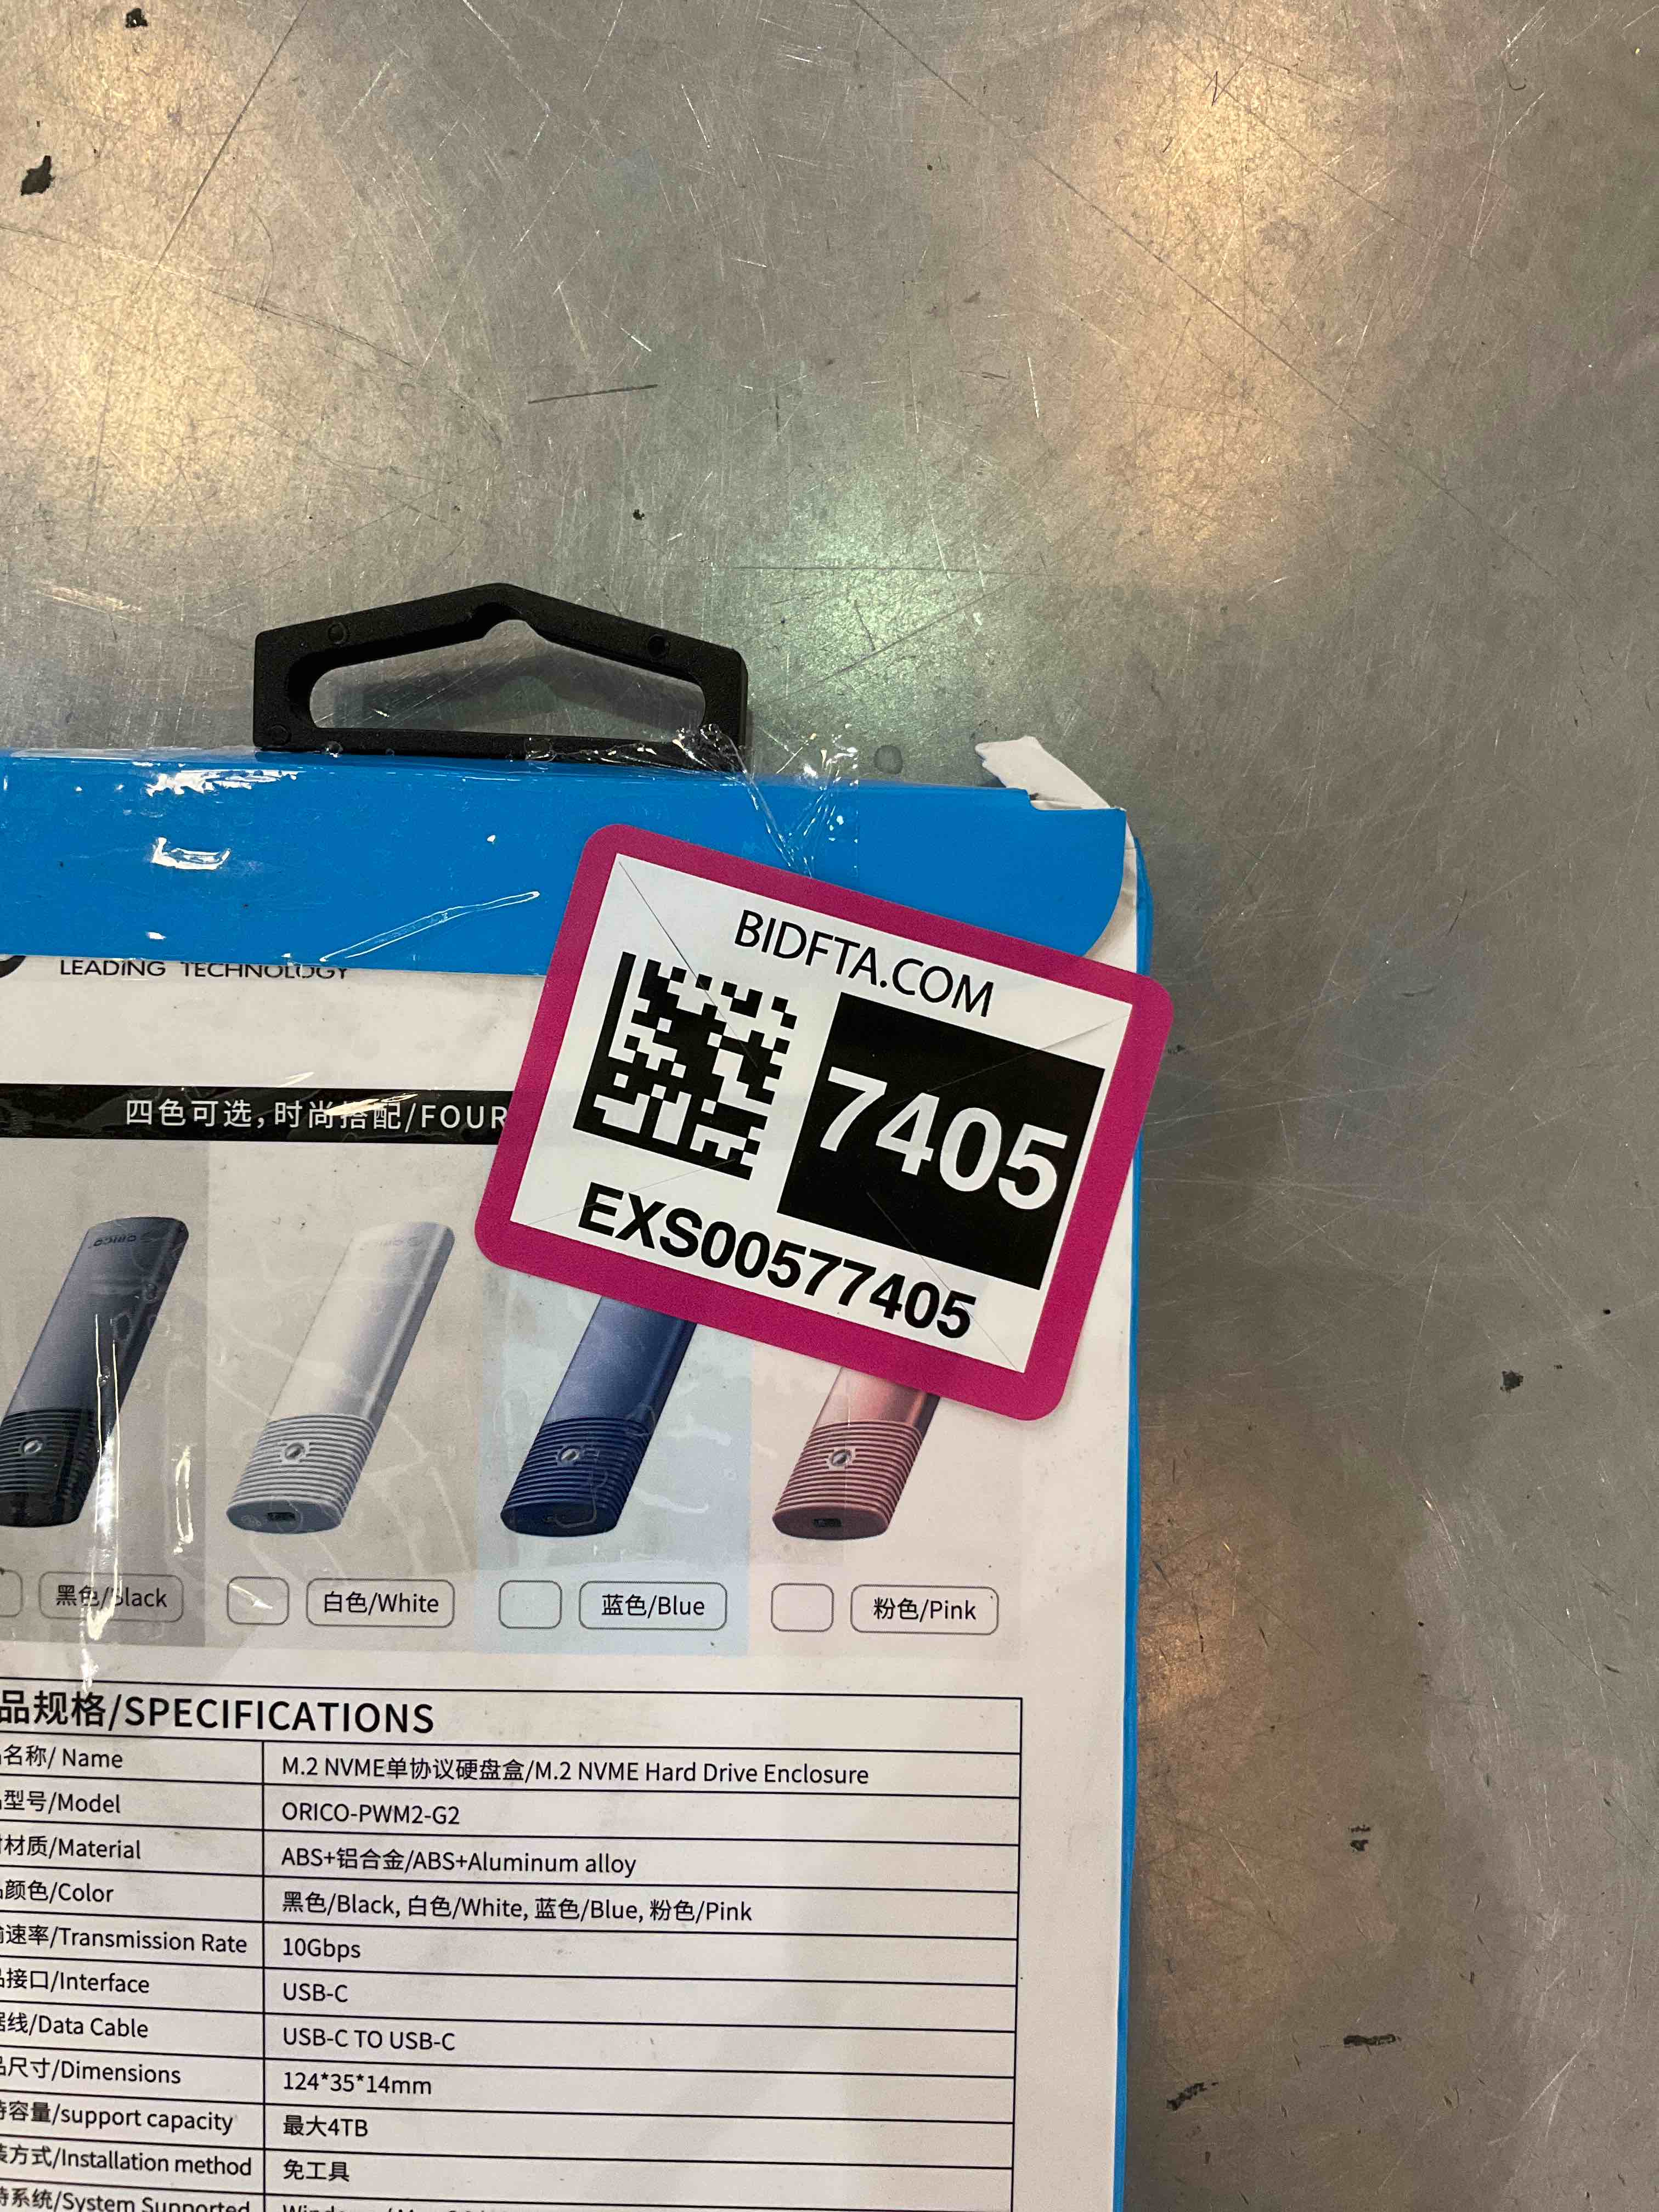 LEADING TECHNOLOGY
BIDFTA.COM
7405
EXS00577405
四色可选,时尚搭配/FOUR
ORICO
黑色/Black
白色/White
蓝色/Blue
粉色/Pink
品规格/SPECIFICATIONS
名称/ Name
M.2 NVME单协议硬盘盒/M.2 NVME Hard Drive Enclosure
型号/Model
ORICO-PWM2-G2
材质/Material
ABS+铝合金/ABS+Aluminum alloy
颜色/Color
黑色/Black, 白色/White, 蓝色/Blue, 粉色/Pink
速率/Transmission Rate
10Gbps
接口/Interface
USB-C
线/Data Cable
USB-C TO USB-C
尺寸/Dimensions
124*35*14mm
容量/support capacity
最大4TB
方式/Installation method
免工具
系统/System Supported